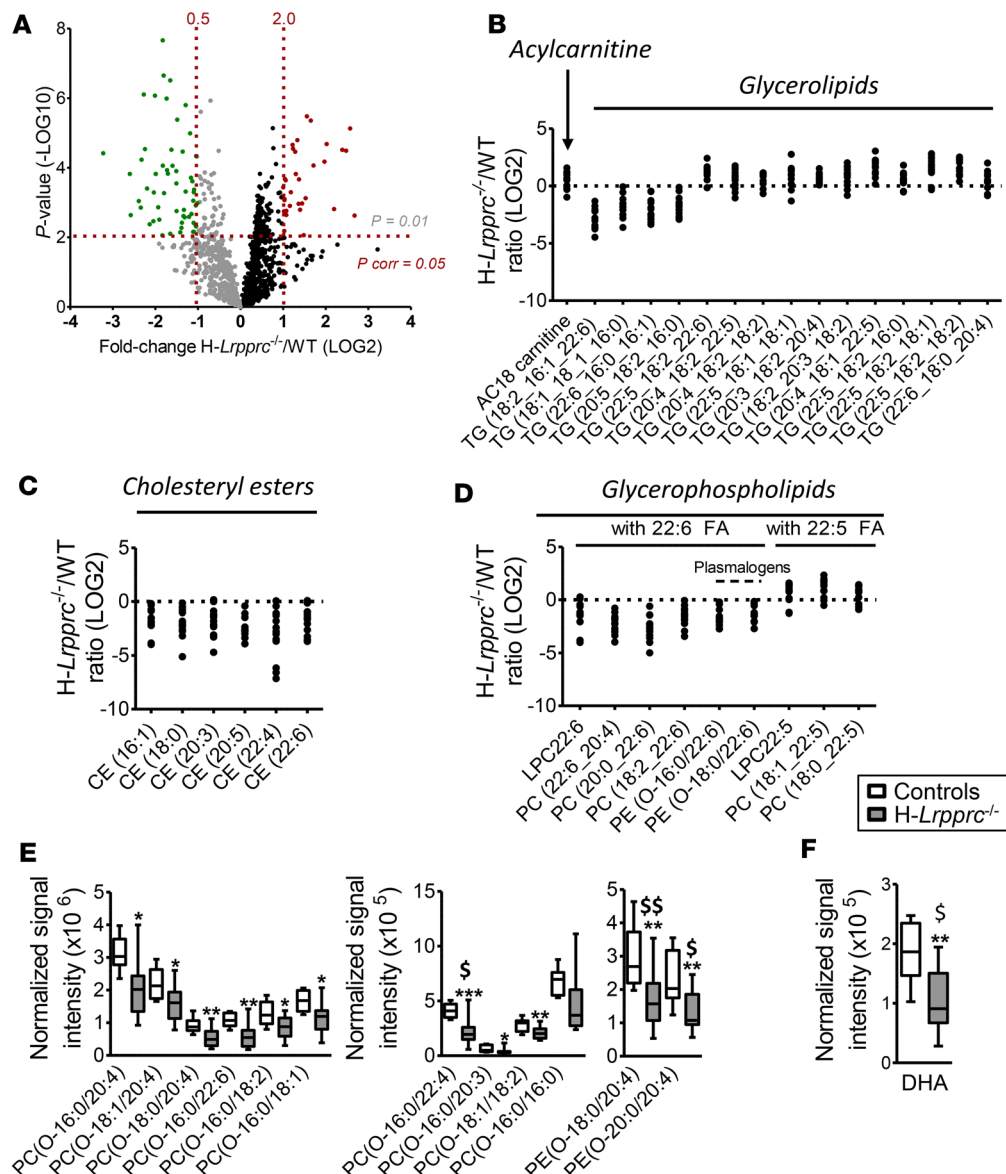 A
0.5
2.0
P-value (-LOG10)
8
6
4
2
0
P = 0.01
P corr = 0.05
-4
-3
-2
-1
0
1
2
3
4
Fold-change H-Lrpprc-/-/WT (LOG2)
B
Acylcarnitine
Glycerolipids
H-Lrpprc-/-/WT
ratio (LOG2)
5
0
-5
-10
AC18 carnitine
TG (18:2_16:1_22:6)
TG (18:1_18_1_16:0)
TG (22:6_16:0_16:1)
TG (20:5_18:2_16:0)
TG (22:5_18:2_22:6)
TG (20:4_18:2_22:5)
TG (20:4_18:2_18:2)
TG (22:5_18:1_18:1)
TG (20:3_18:2_20:4)
TG (18:2_20:3_18:2)
TG (20:4_18:1_22:5)
TG (22:5_18:2_16:0)
TG (22:5_18:2_18:1)
TG (22:5_18:2_18:2)
TG (22:6_18:0_20:4)
C
Cholesteryl esters
H-Lrpprc-/-/WT
ratio (LOG2)
5
0
-5
-10
CE (16:1)
CE (18:0)
CE (20:3)
CE (20:5)
CE (22:4)
CE (22:6)
D
Glycerophospholipids
with 22:6 FA
with 22:5 FA
Plasmalogens
H-Lrpprc-/-/WT
ratio (LOG2)
5
0
-5
-10
LPC22:6
PC (22:6_20:4)
PC (20:0_22:6)
PC (18:2_22:6)
PE (O-16:0/22:6)
PE (O-18:0/22:6)
LPC22:5
PC (18:1_22:5)
PC (18:0_22:5)
Controls
H-Lrpprc-/-
E
Normalized signal
intensity (x10 6)
5
4
3
2
1
0
*
*
**
**
*
*
PC(O-16:0/20:4)
PC(O-18:1/20:4)
PC(O-18:0/20:4)
PC(O-16:0/22:6)
PC(O-16:0/18:2)
PC(O-16:0/18:1)
Normalized signal
intensity (x10 5)
15
10
5
0
$
***
*
**
PC(O-16:0/22:4)
PC(O-16:0/20:3)
PC(O-18:1/18:2)
PC(O-16:0/16:0)
5
4
3
2
1
0
$$
**
$
**
PE(O-18:0/20:4)
PE(O-20:0/20:4)
F
Normalized signal
intensity (x10 5)
3
2
1
0
$
**
DHA